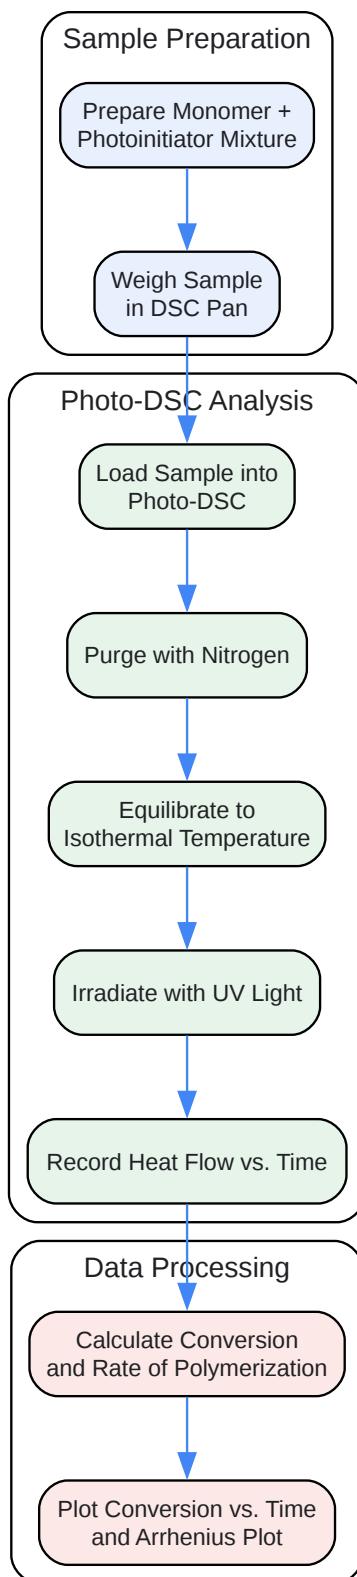 Sample Preparation
Prepare Monomer +
Photoinitiator Mixture
Weigh Sample
in DSC Pan
Photo-DSC Analysis
Load Sample into
Photo-DSC
Purge with Nitrogen
Equilibrate to
Isothermal Temperature
Irradiate with UV Light
Record Heat Flow vs. Time
Data Processing
Calculate Conversion
and Rate of Polymerization
Plot Conversion vs. Time
and Arrhenius Plot